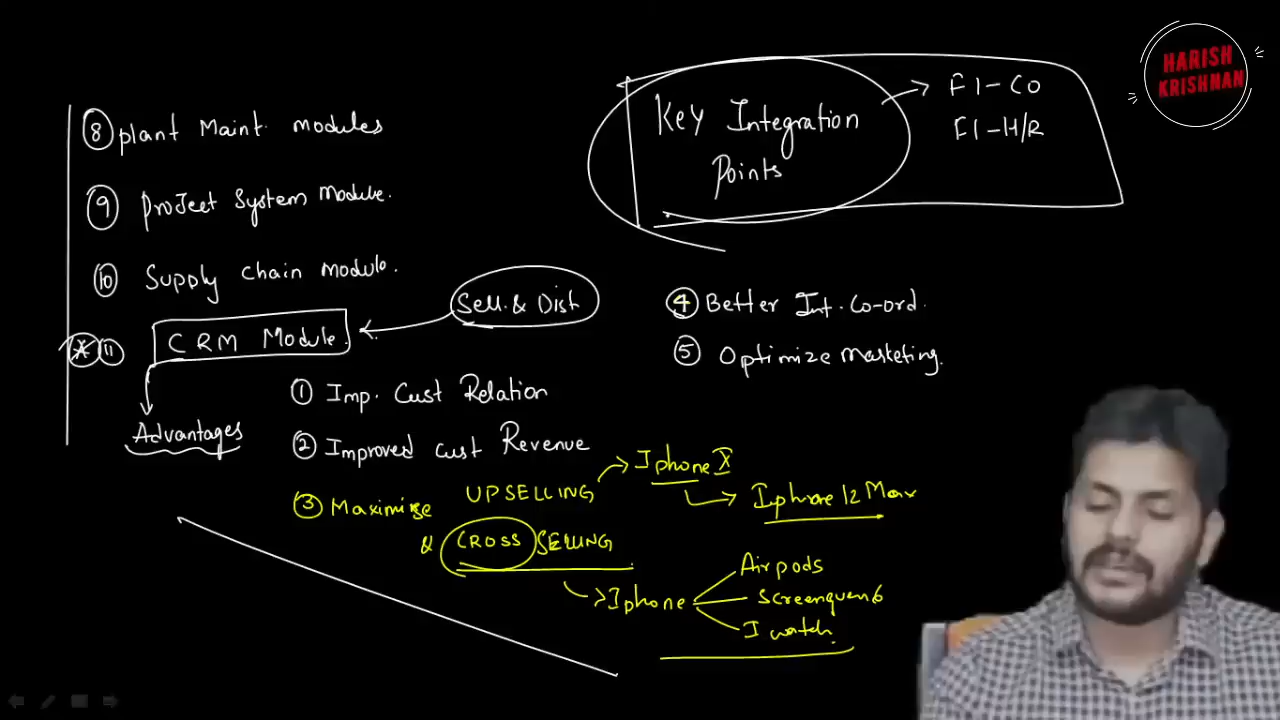 HARISH
KRISHNAN
Key Integration
Points
FI-CO
FI-H/R
8 plant Maint. modules
9 Project System Module.
10 Supply chain module.
11 CRM Module.
Sell. & Dist
Advantages
1 Imp. Cust Relation
2 Improved cust Revenue
3 Maximise UPSELLING
& CROSS SELLING
Iphone X
Iphone 12 Max
Iphone
Airpods
I watch.
4 Better Int. Co-ord.
5 Optimize Marketing.